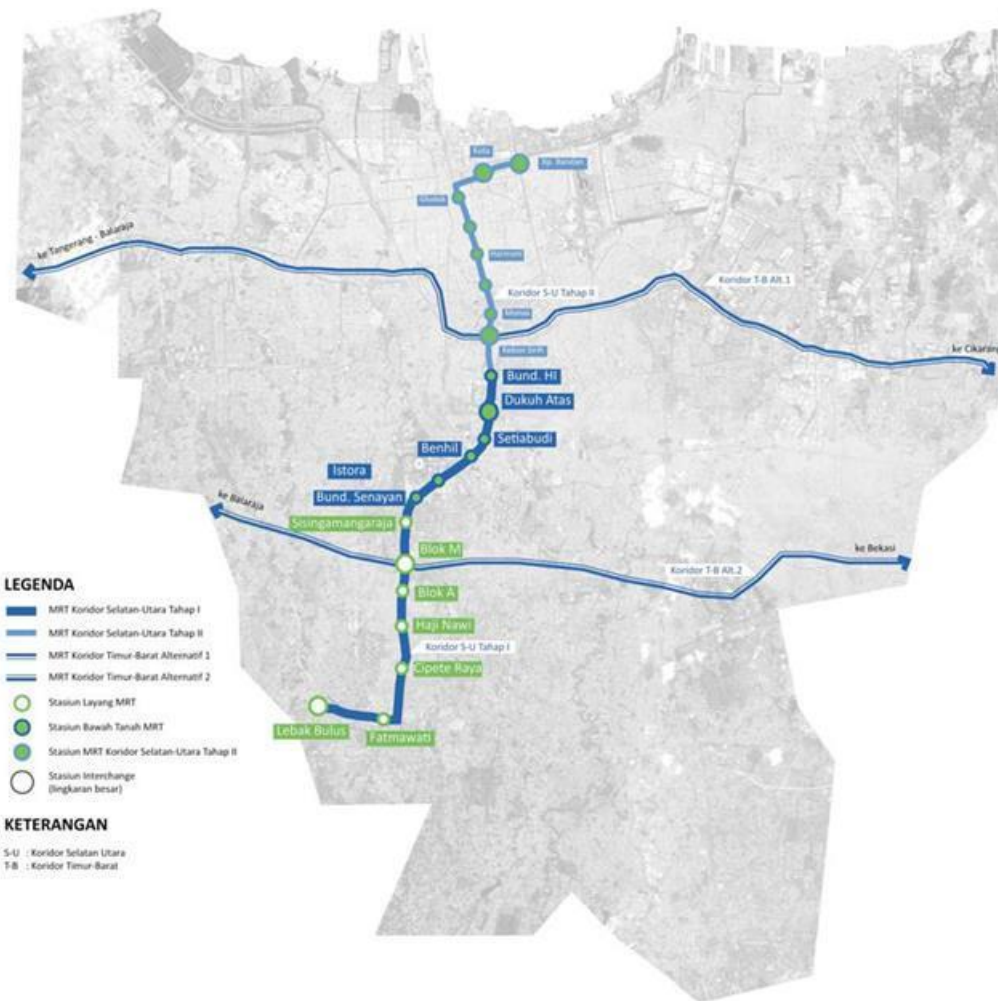 Kota
Kp. Bandan
Glodok
Harmoni
ke Tangerang - Balaraja
Koridor S-U Tahap II
Koridor T-B Alt.1
Monas
Kebon Sirih
ke Cikarang
Bund. HI
Dukuh Atas
Setiabudi
Benhil
Istora
Bund. Senayan
ke Balaraja
Sisingamangaraja
Blok M
ke Bekasi
Koridor T-B Alt.2
Blok A
Haji Nawi
Koridor S-U Tahap I
Cipete Raya
Lebak Bulus
Fatmawati
LEGENDA
MRT Koridor Selatan-Utara Tahap I
MRT Koridor Selatan-Utara Tahap II
MRT Koridor Timur-Barat Alternatif 1
MRT Koridor Timur-Barat Alternatif 2
Stasiun Layang MRT
Stasiun Bawah Tanah MRT
Stasiun MRT Koridor Selatan-Utara Tahap II
Stasiun Interchange
(lingkaran besar)
KETERANGAN
S-U : Koridor Selatan Utara
T-B : Koridor Timur-Barat